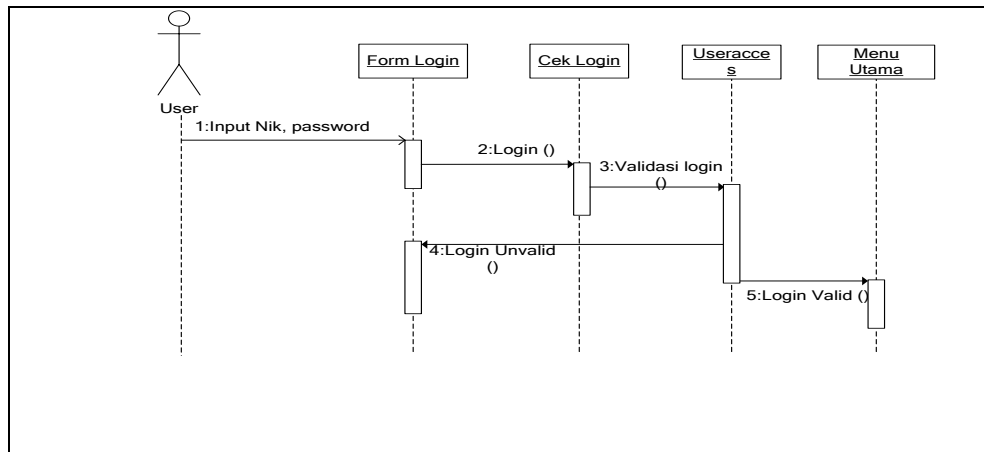 Form Login
Cek Login
Useracce
s
Menu
Utama
User
1:Input Nik, password
2:Login ()
3:Validasi login
()
4:Login Unvalid
()
5:Login Valid ()